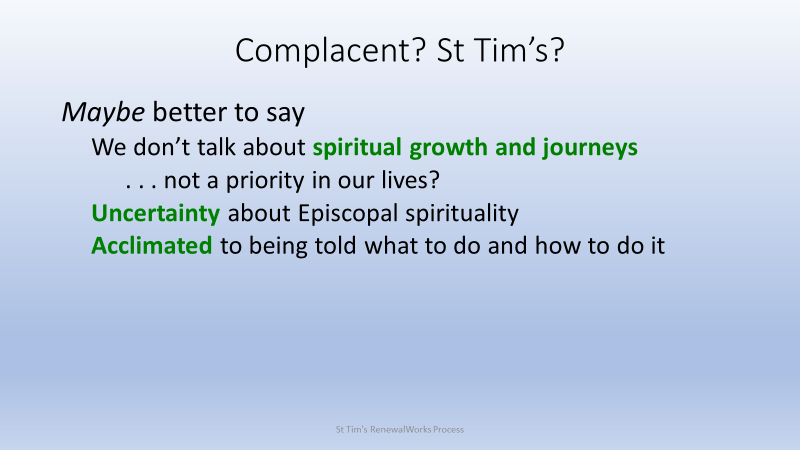 Complacent? St Tim’s?
Maybe better to say
We don’t talk about spiritual growth and journeys
. . . not a priority in our lives?
Uncertainty about Episcopal spirituality
Acclimated to being told what to do and how to do it
St Tim's RenewalWorks Process